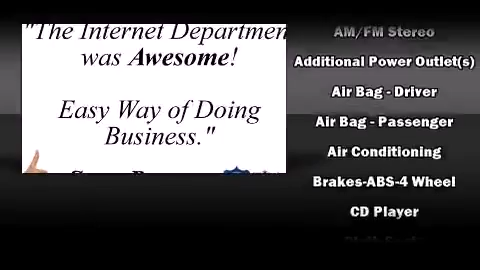 "The Internet Department
was Awesome!
Easy Way of Doing
Business."
AM/FM Stereo
Additional Power Outlet(s)
Air Bag - Driver
Air Bag - Passenger
Air Conditioning
Brakes-ABS-4 Wheel
CD Player